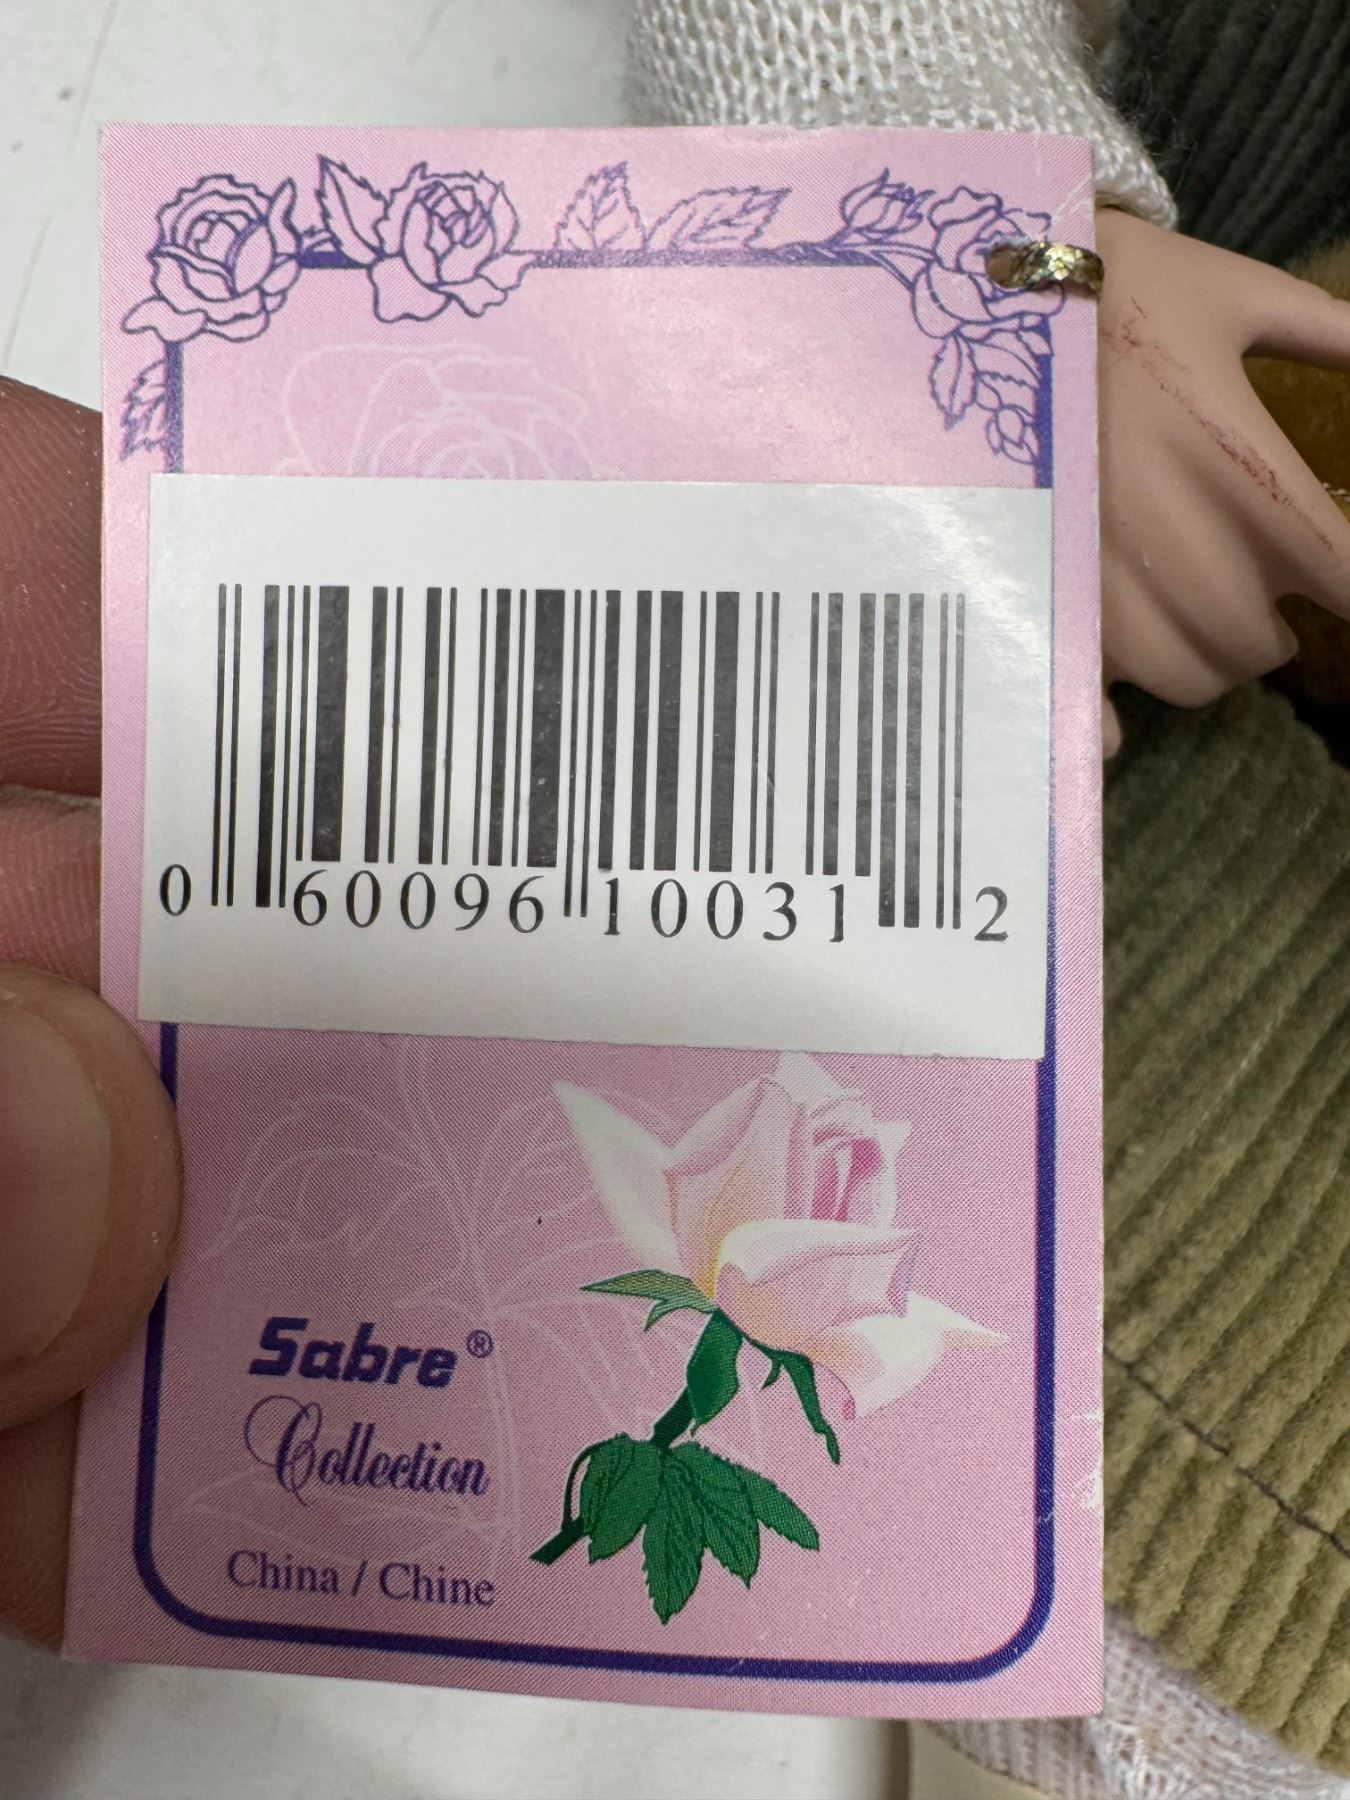 0 60096 10031 2
Sabre®
Collection
China / Chine